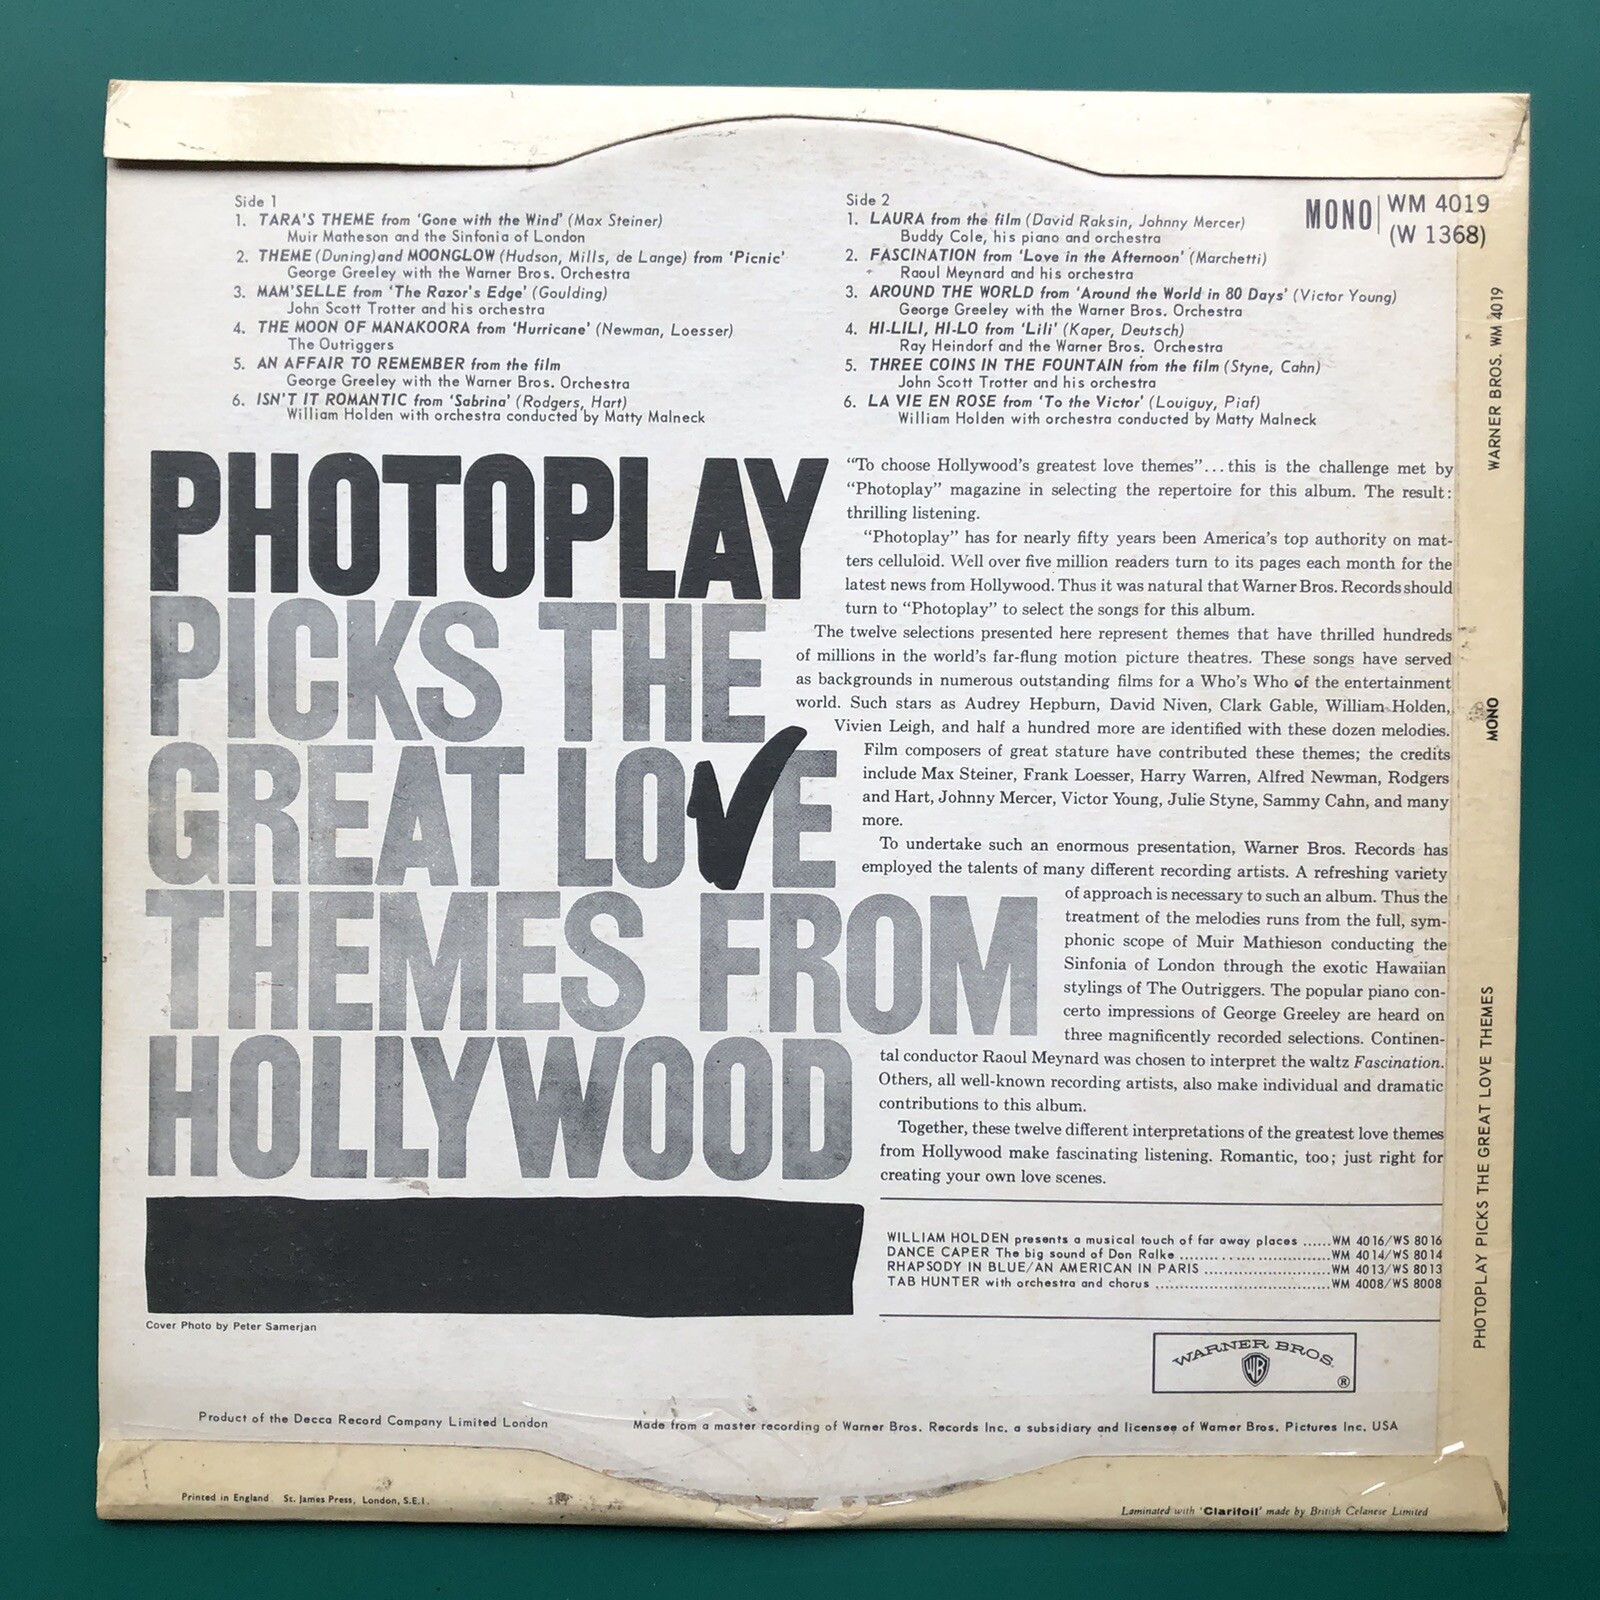 Side 1
1. TARA'S THEME from 'Gone with the Wind' (Max Steiner)
Muir Matheson and the Sinfonia of London
2. THEME (Duning) and MOONGLOW (Hudson, Mills, de Lange) from 'Picnic'
George Greeley with the Warner Bros. Orchestra
3. MAM'SELLE from 'The Razor's Edge' (Goulding)
John Scott Trotter and his orchestra
4. THE MOON OF MANAKOORA from 'Hurricane' (Newman, Loesser)
The Outriggers
5. AN AFFAIR TO REMEMBER from the film
George Greeley with the Warner Bros. Orchestra
6. ISN'T IT ROMANTIC from 'Sabrina' (Rodgers, Hart)
William Holden with orchestra conducted by Matty Malneck
Side 2
1. LAURA from the film (David Raksin, Johnny Mercer)
Buddy Cole, his piano and orchestra
2. FASCINATION from 'Love in the Afternoon' (Marchetti)
Raoul Meynard and his orchestra
3. AROUND THE WORLD from 'Around the World in 80 Days' (Victor Young)
George Greeley with the Warner Bros. Orchestra
4. HI-LILI, HI-LO from 'Lili' (Kaper, Deutsch)
Ray Heindorf and the Warner Bros. Orchestra
5. THREE COINS IN THE FOUNTAIN from the film (Styne, Cahn)
John Scott Trotter and his orchestra
6. LA VIE EN ROSE from 'To the Victor' (Louiguy, Piaf)
William Holden with orchestra conducted by Matty Malneck
MONO WM 4019
(W 1368)
PHOTOPLAY
PICKS THE
GREAT LOVE
THEMES FROM
HOLLYWOOD
"To choose Hollywood's greatest love themes"...this is the challenge met by
"Photoplay" magazine in selecting the repertoire for this album. The result:
thrilling listening.
"Photoplay" has for nearly fifty years been America's top authority on mat-
ters celluloid. Well over five million readers turn to its pages each month for the
latest news from Hollywood. Thus it was natural that Warner Bros. Records should
turn to "Photoplay" to select the songs for this album.
The twelve selections presented here represent themes that have thrilled hundreds
of millions in the world's far-flung motion picture theatres. These songs have served
as backgrounds in numerous outstanding films for a Who's Who of the entertainment
world. Such stars as Audrey Hepburn, David Niven, Clark Gable, William Holden,
Vivien Leigh, and half a hundred more are identified with these dozen melodies.
Film composers of great stature have contributed these themes; the credits
include Max Steiner, Frank Loesser, Harry Warren, Alfred Newman, Rodgers
and Hart, Johnny Mercer, Victor Young, Julie Styne, Sammy Cahn, and many
more.
To undertake such an enormous presentation, Warner Bros. Records has
employed the talents of many different recording artists. A refreshing variety
of approach is necessary to such an album. Thus the
treatment of the melodies runs from the full, sym-
phonic scope of Muir Mathieson conducting the
Sinfonia of London through the exotic Hawaiian
stylings of The Outriggers. The popular piano con-
certo impressions of George Greeley are heard on
three magnificently recorded selections. Continen-
tal conductor Raoul Meynard was chosen to interpret the waltz Fascination.
Others, all well-known recording artists, also make individual and dramatic
contributions to this album.
Together, these twelve different interpretations of the greatest love themes
from Hollywood make fascinating listening. Romantic, too; just right for
creating your own love scenes.
WILLIAM HOLDEN presents a musical touch of far away places ......WM 4016/WS 8016
DANCE CAPER The big sound of Don Ralke ..............................WM 4014/WS 8014
RHAPSODY IN BLUE/AN AMERICAN IN PARIS ......................WM 4013/WS 8013
TAB HUNTER with orchestra and chorus ..............................WM 4008/WS 8008
Cover Photo by Peter Samerjan
WARNER BROS.
WB
®
Product of the Decca Record Company Limited London
Made from a master recording of Warner Bros. Records Inc. a subsidiary and licensee of Warner Bros. Pictures Inc. USA
Printed in England St. James Press, London, S.E.1.
Laminated with 'Clarifoil' made by British Celanese Limited
WARNER BROS. WM 4019
MONO
PHOTOPLAY PICKS THE GREAT LOVE THEMES